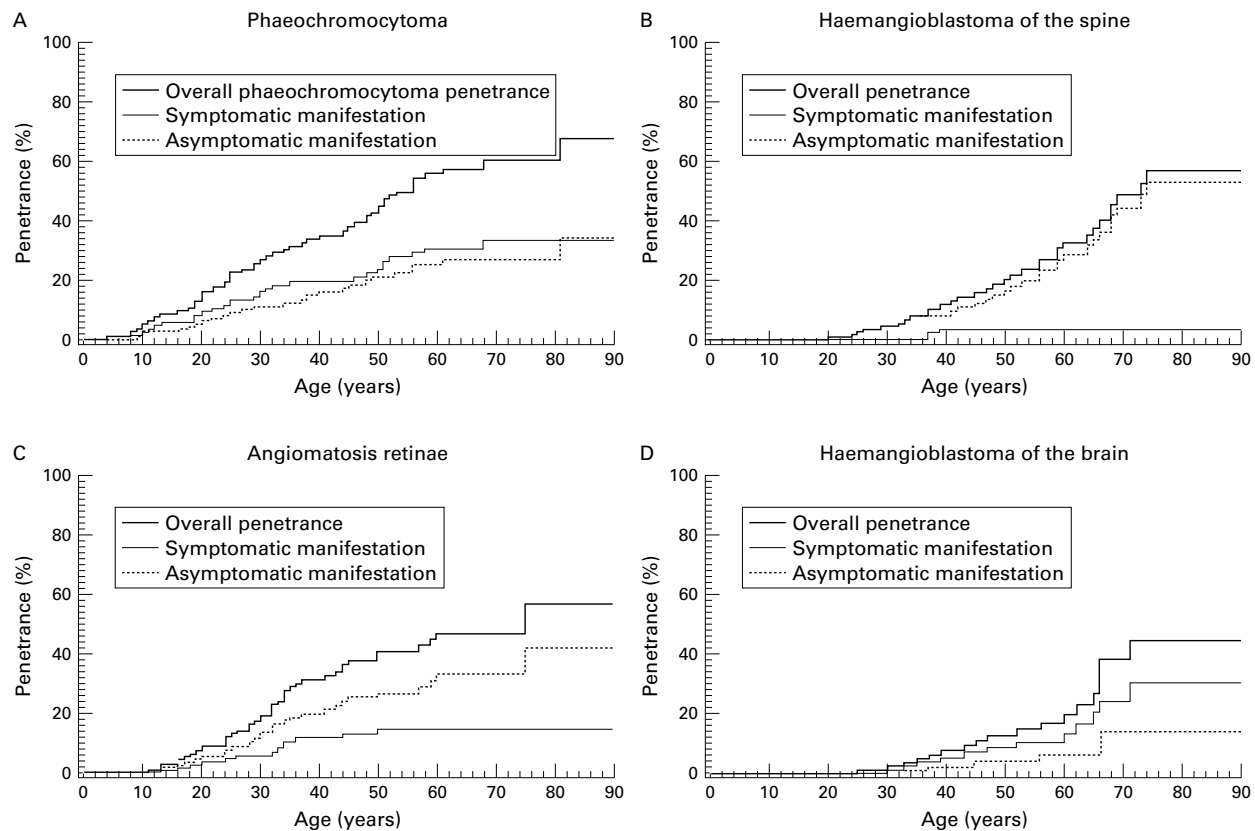 A
Phaeochromocytoma
100
80
60
40
20
0
Penetrance (%)
Overall phaeochromocytoma penetrance
Symptomatic manifestation
Asymptomatic manifestation
0 10 20 30 40 50 60 70 80 90
Age (years)
B
Haemangioblastoma of the spine
100
80
60
40
20
0
Penetrance (%)
Overall penetrance
Symptomatic manifestation
Asymptomatic manifestation
0 10 20 30 40 50 60 70 80 90
Age (years)
C
Angiomatosis retinae
100
80
60
40
20
0
Penetrance (%)
Overall penetrance
Symptomatic manifestation
Asymptomatic manifestation
0 10 20 30 40 50 60 70 80 90
Age (years)
D
Haemangioblastoma of the brain
100
80
60
40
20
0
Penetrance (%)
Overall penetrance
Symptomatic manifestation
Asymptomatic manifestation
0 10 20 30 40 50 60 70 80 90
Age (years)